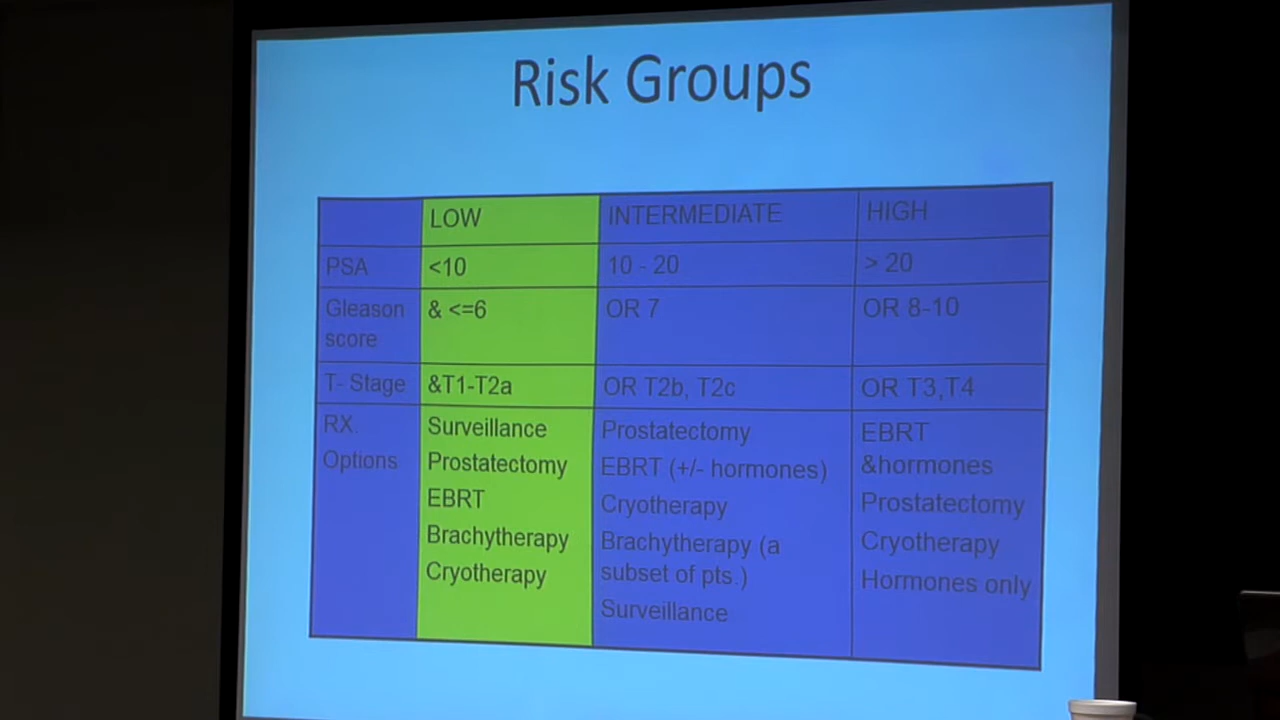 Risk Groups
LOW INTERMEDIATE HIGH
PSA <10 10 - 20 > 20
Gleason score & <=6 OR 7 OR 8-10
T- Stage &T1-T2a OR T2b, T2c OR T3,T4
RX.
Options
Surveillance
Prostatectomy
EBRT
Brachytherapy
Cryotherapy
Prostatectomy
EBRT (+/- hormones)
Cryotherapy
Brachytherapy (a
subset of pts.)
Surveillance
EBRT
&hormones
Prostatectomy
Cryotherapy
Hormones only